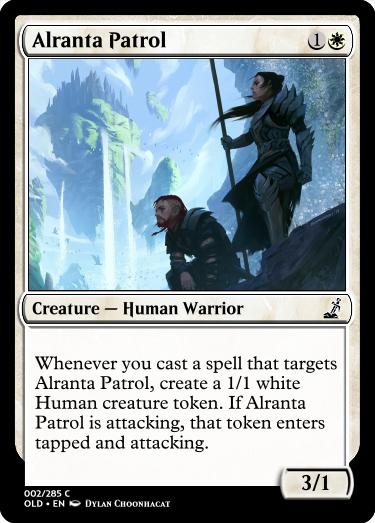 Alranta Patrol 1
Creature — Human Warrior
Whenever you cast a spell that targets
Alranta Patrol, create a 1/1 white
Human creature token. If Alranta
Patrol is attacking, that token enters
tapped and attacking.
3/1
002/285 C
OLD • EN Dylan Choonhacat